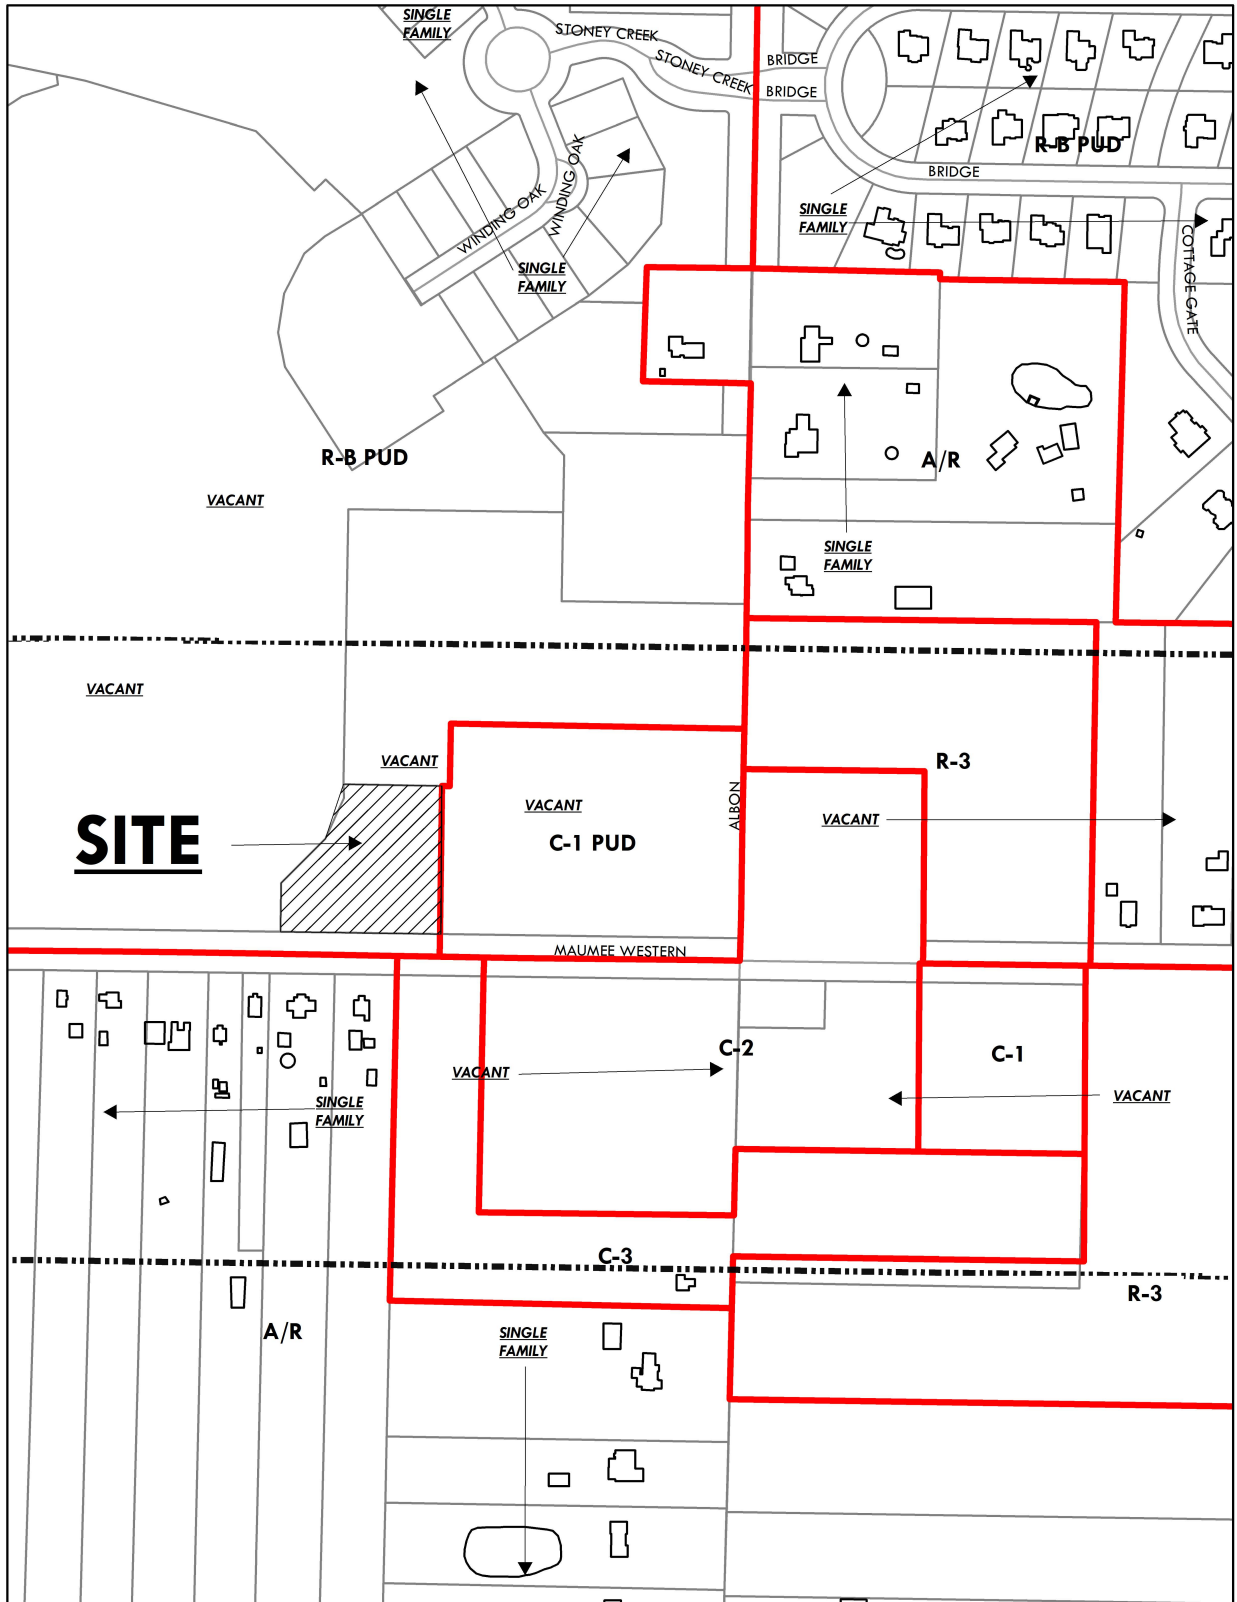 SINGLE
FAMILY
STONEY CREEK
STONEY CREEK
BRIDGE
BRIDGE
R-B PUD
BRIDGE
WINDING OAK
WINDING OAK
SINGLE
FAMILY
COTTAGE GATE
SINGLE
FAMILY
R-B PUD
A/R
VACANT
SINGLE
FAMILY
VACANT
VACANT
R-3
VACANT
ALBON
VACANT
SITE
C-1 PUD
MAUMEE WESTERN
C-2
C-1
VACANT
VACANT
SINGLE
FAMILY
C-3
R-3
A/R
SINGLE
FAMILY